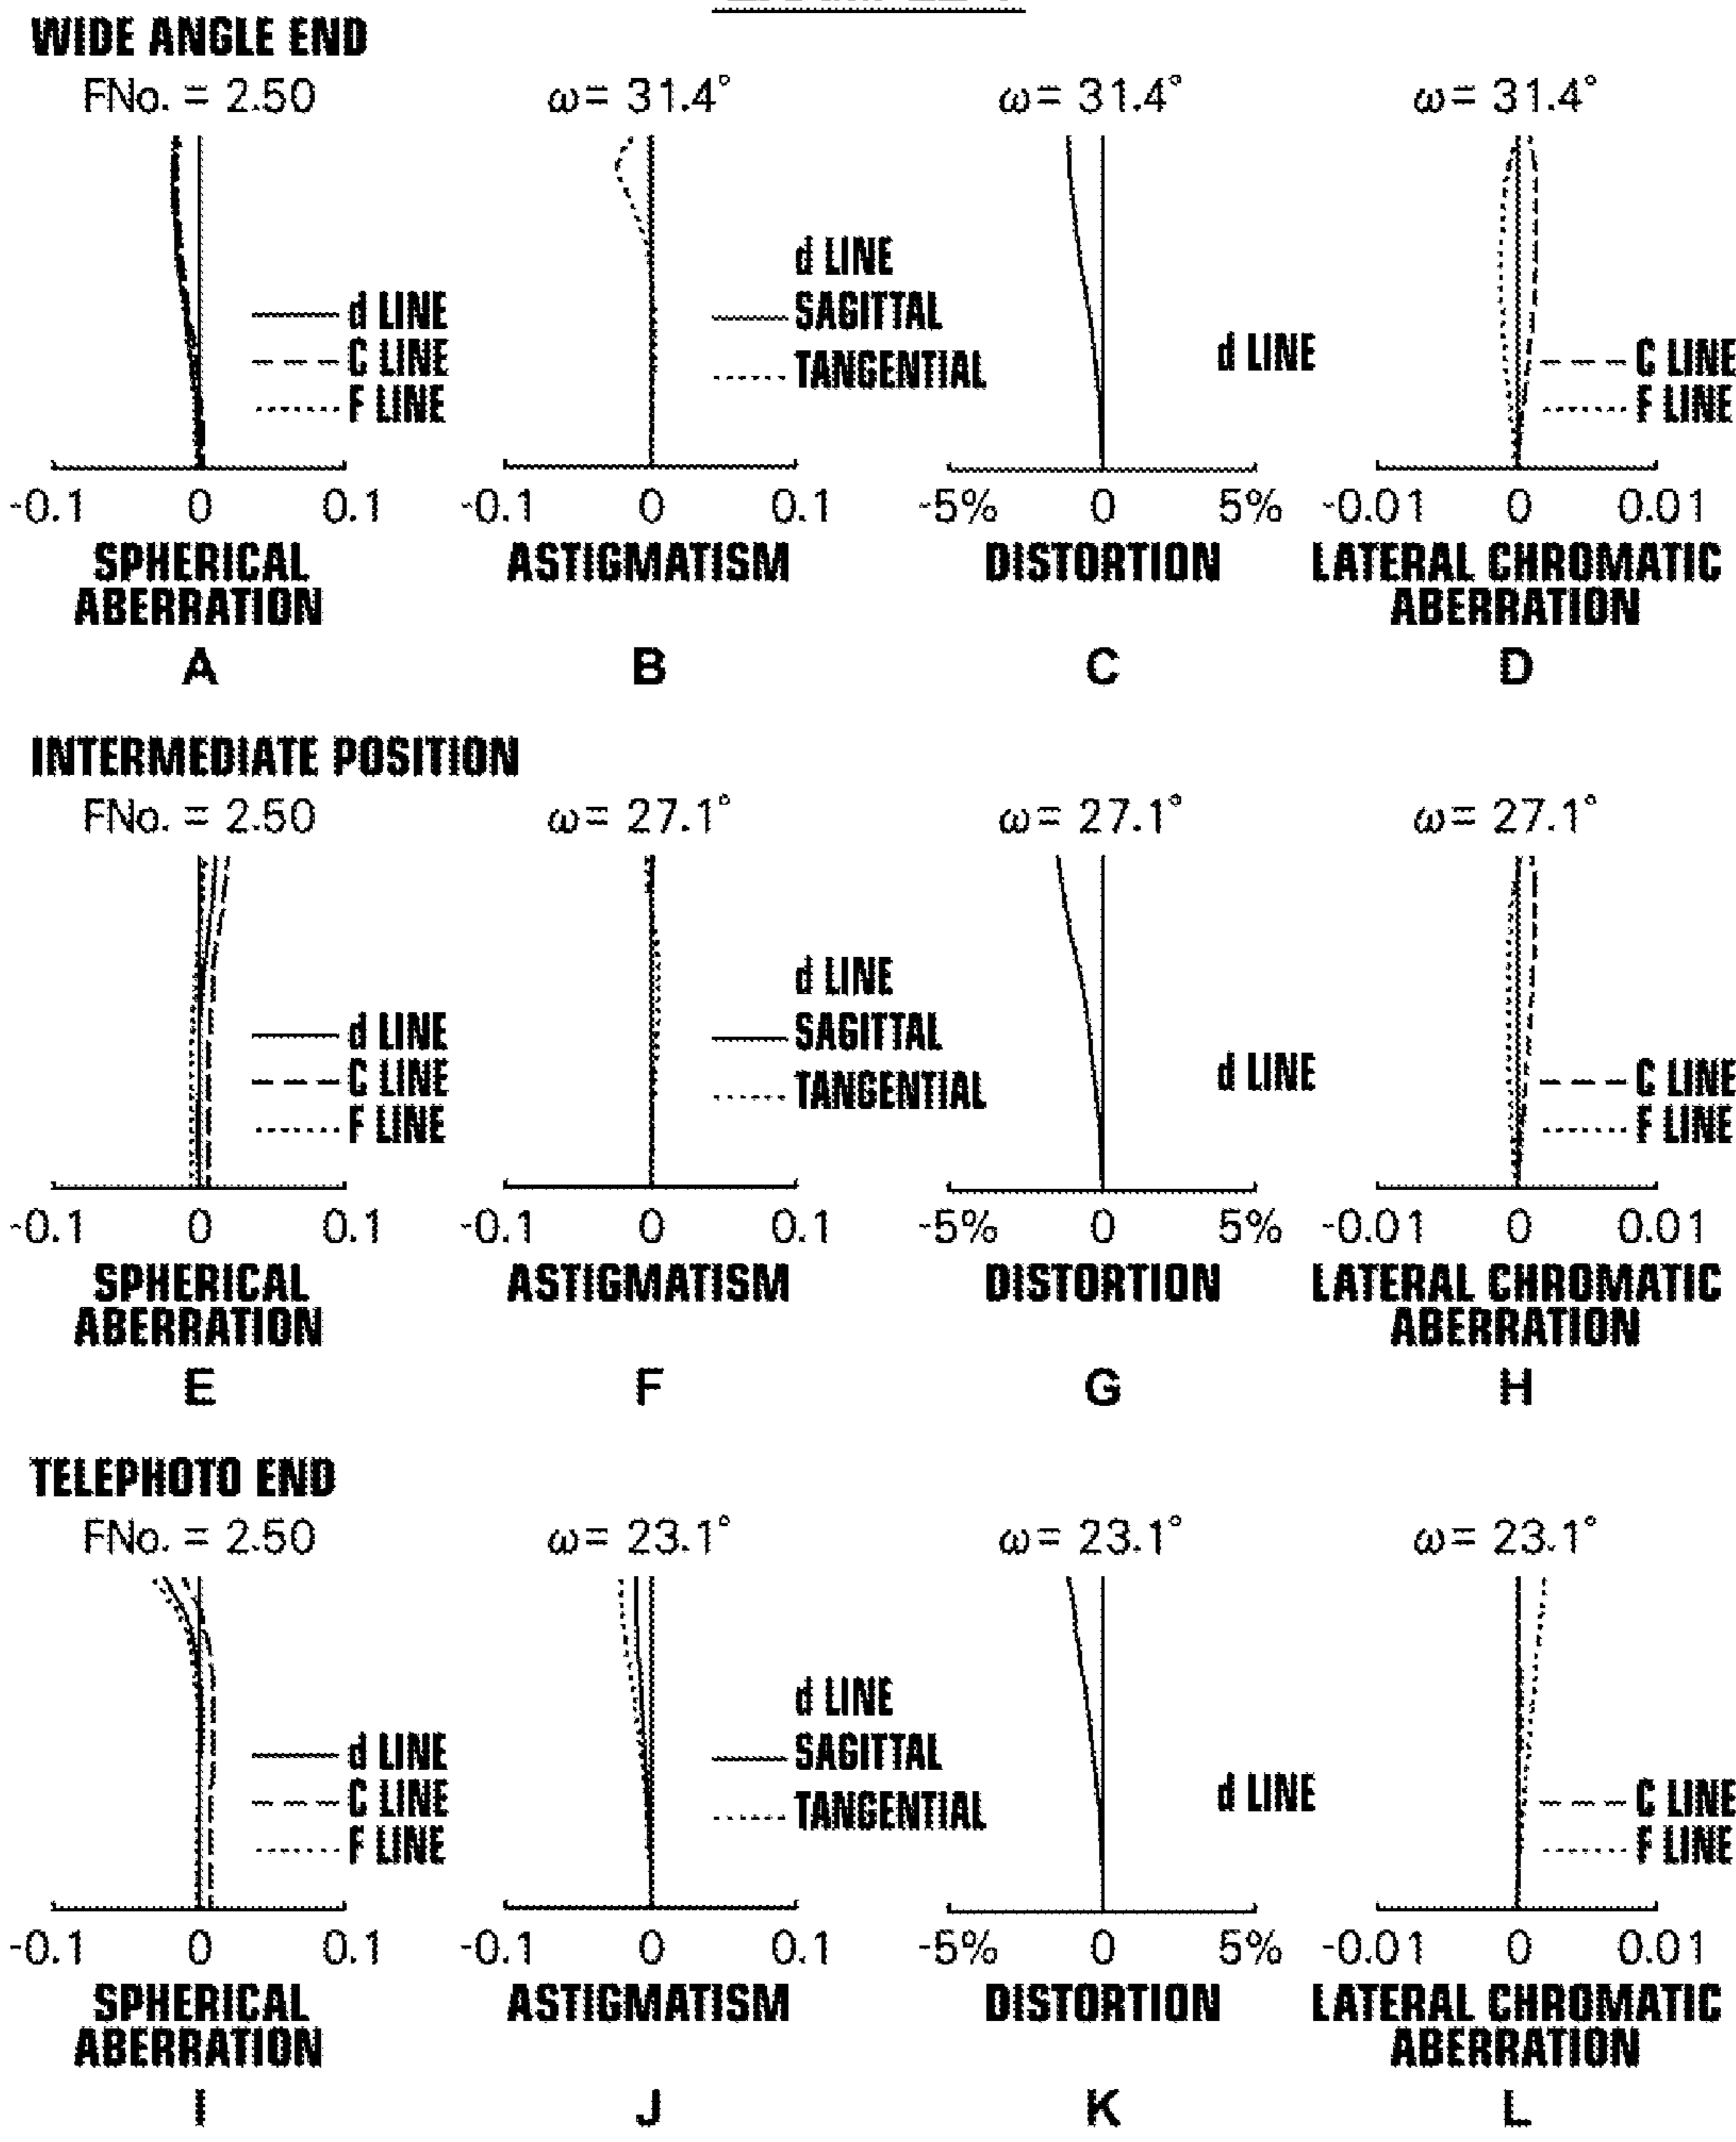 WIDE ANGLE END
FNo. = 2.50 ω= 31.4° ω= 31.4° ω= 31.4°
d LINE
C LINE
F LINE
d LINE
SAGITTAL
TANGENTIAL
d LINE
C LINE
F LINE
-0.1 0 0.1 -0.1 0 0.1 -5% 0 5% -0.01 0 0.01
SPHERICAL ABERRATION ASTIGMATISM DISTORTION LATERAL CHROMATIC ABERRATION
A B C D
INTERMEDIATE POSITION
FNo. = 2.50 ω= 27.1° ω= 27.1° ω= 27.1°
d LINE
C LINE
F LINE
d LINE
SAGITTAL
TANGENTIAL
d LINE
C LINE
F LINE
-0.1 0 0.1 -0.1 0 0.1 -5% 0 5% -0.01 0 0.01
SPHERICAL ABERRATION ASTIGMATISM DISTORTION LATERAL CHROMATIC ABERRATION
E F G H
TELEPHOTO END
FNo. = 2.50 ω= 23.1° ω= 23.1° ω= 23.1°
d LINE
C LINE
F LINE
d LINE
SAGITTAL
TANGENTIAL
d LINE
C LINE
F LINE
-0.1 0 0.1 -0.1 0 0.1 -5% 0 5% -0.01 0 0.01
SPHERICAL ABERRATION ASTIGMATISM DISTORTION LATERAL CHROMATIC ABERRATION
I J K L